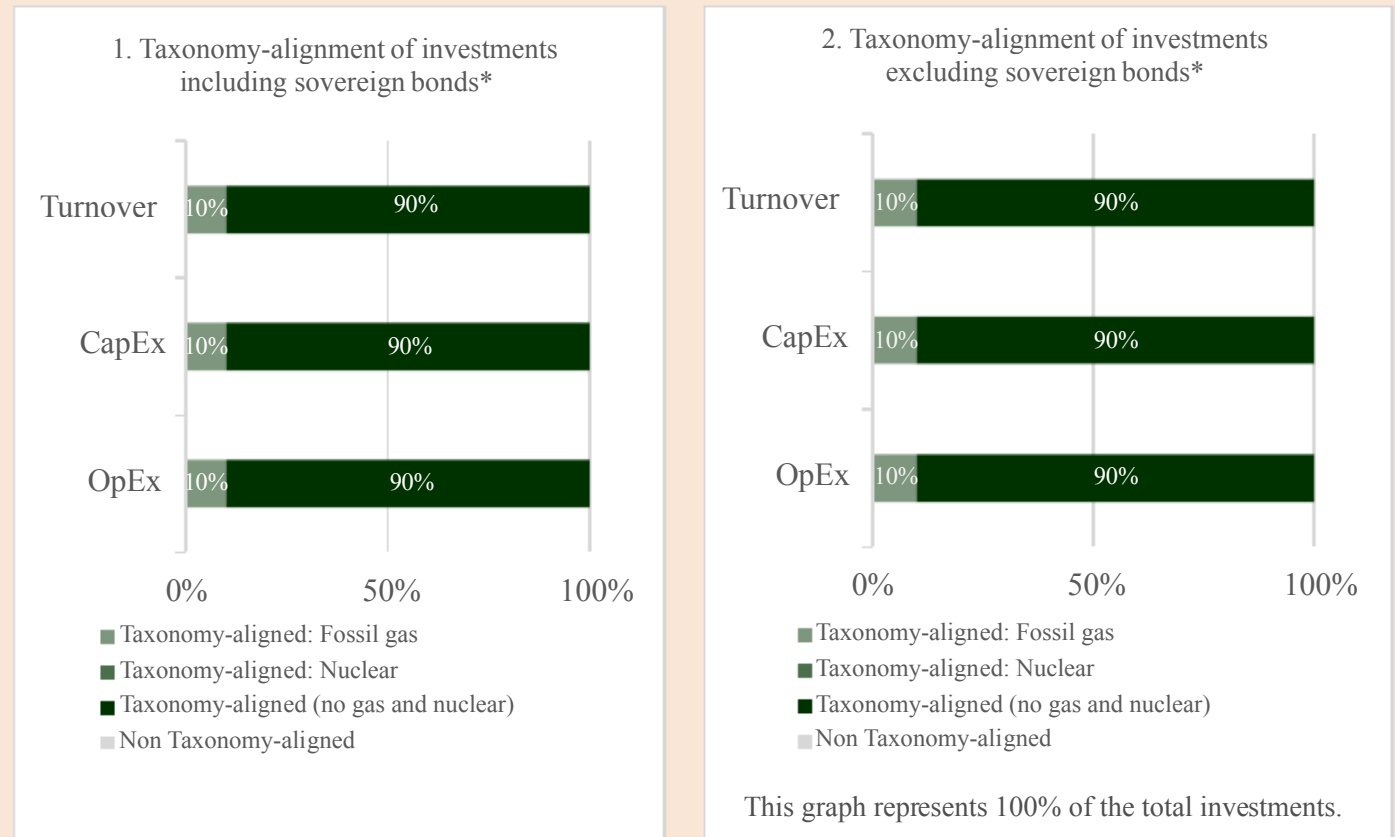 1. Taxonomy-alignment of investments
including sovereign bonds*
Turnover
10%
90%
CapEx
10%
90%
OpEx
10%
90%
0%
50%
100%
Taxonomy-aligned: Fossil gas
Taxonomy-aligned: Nuclear
Taxonomy-aligned (no gas and nuclear)
Non Taxonomy-aligned
2. Taxonomy-alignment of investments
excluding sovereign bonds*
Turnover
10%
90%
CapEx
10%
90%
OpEx
10%
90%
0%
50%
100%
Taxonomy-aligned: Fossil gas
Taxonomy-aligned: Nuclear
Taxonomy-aligned (no gas and nuclear)
Non Taxonomy-aligned
This graph represents 100% of the total investments.